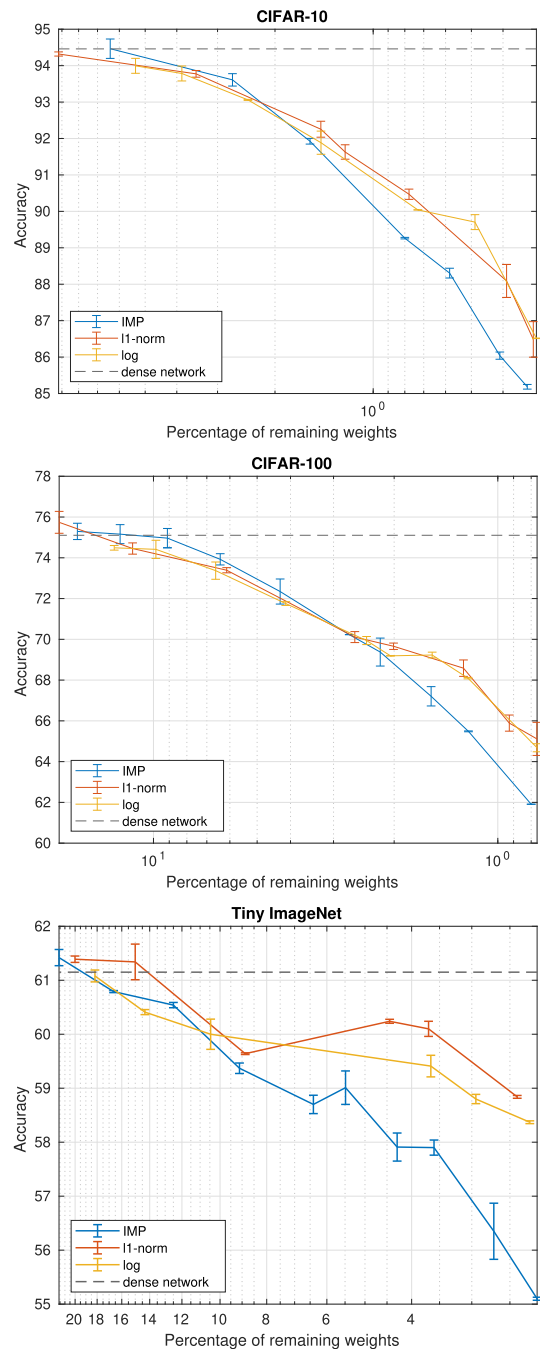 CIFAR-10
95
94
93
92
91
90
89
88
87
86
85
Accuracy
IMP
l1-norm
log
dense network
10^0
Percentage of remaining weights
CIFAR-100
78
76
74
72
70
68
66
64
62
60
Accuracy
IMP
l1-norm
log
dense network
10^1 10^0
Percentage of remaining weights
Tiny ImageNet
62
61
60
59
58
57
56
55
Accuracy
IMP
l1-norm
log
dense network
20 18 16 14 12 10 8 6 4
Percentage of remaining weights